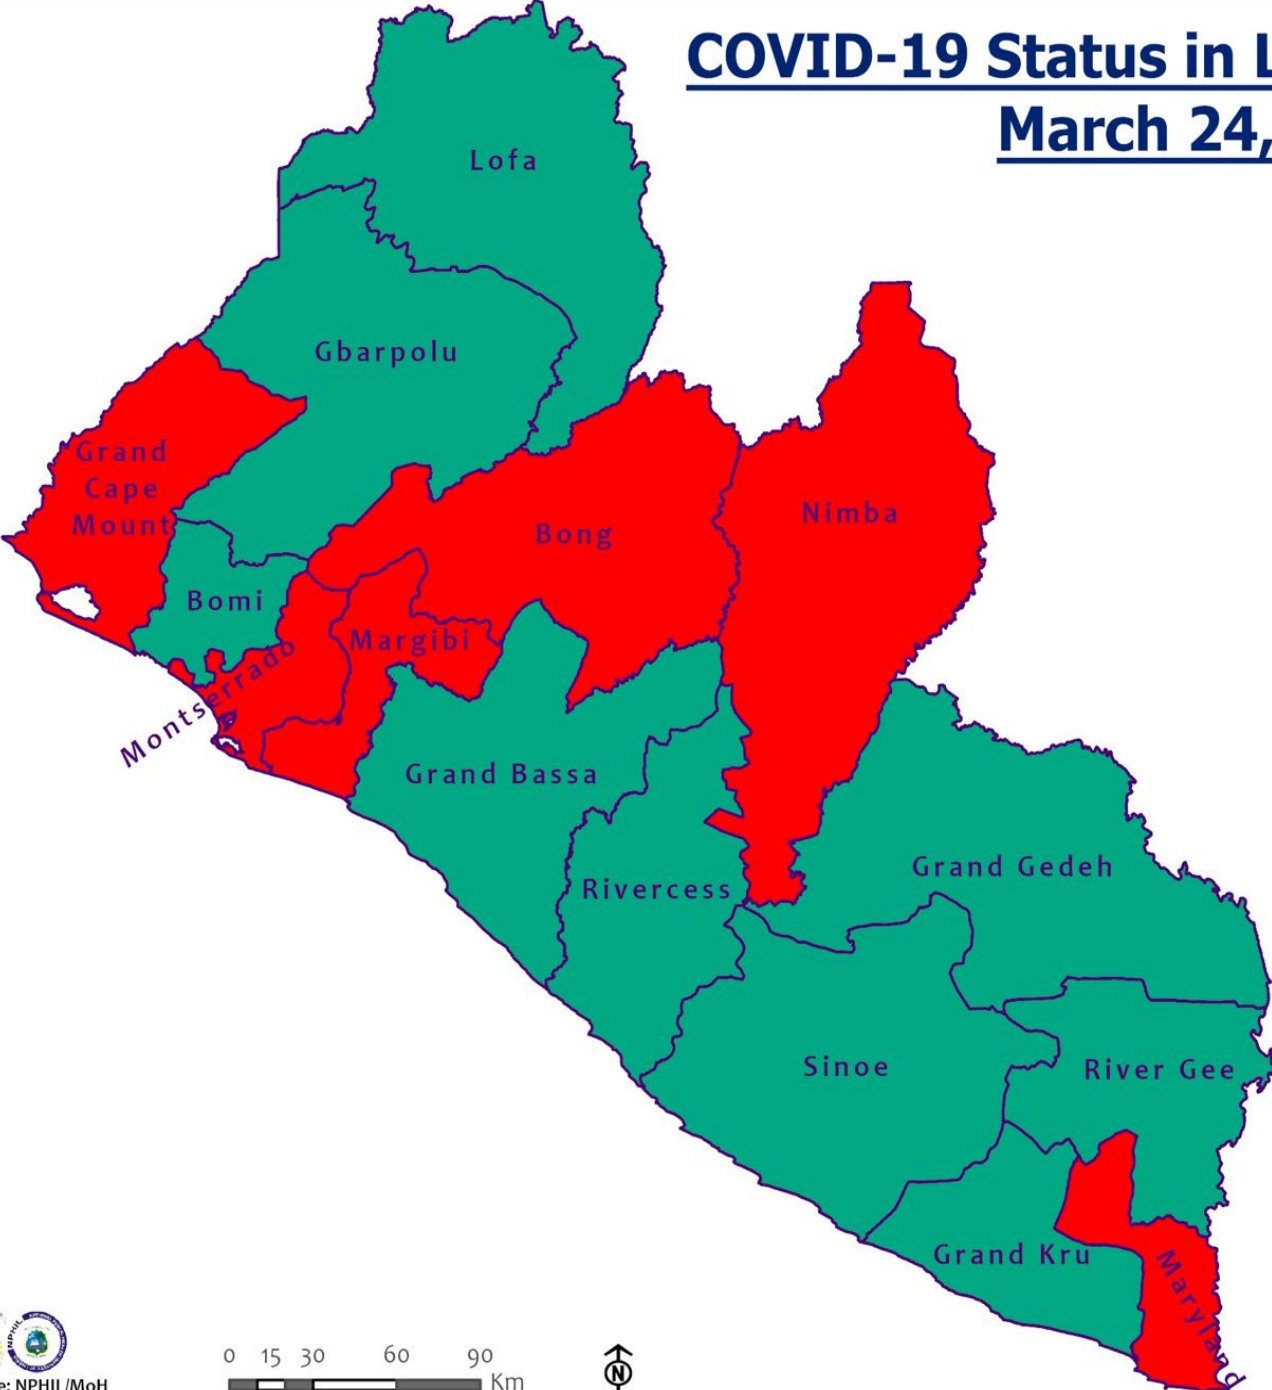 COVID-19 Status in L
March 24,
Lofa
Gbarpolu
Grand
Cape
Mount
Nimba
Bong
Bomi
Margibi
Montserrado
Grand Bassa
Grand Gedeh
Rivercess
Sinoe
River Gee
Grand Kru
Maryland
NPHIL
0 15 30 60 90
Km
N
e: NPHIL/MoH